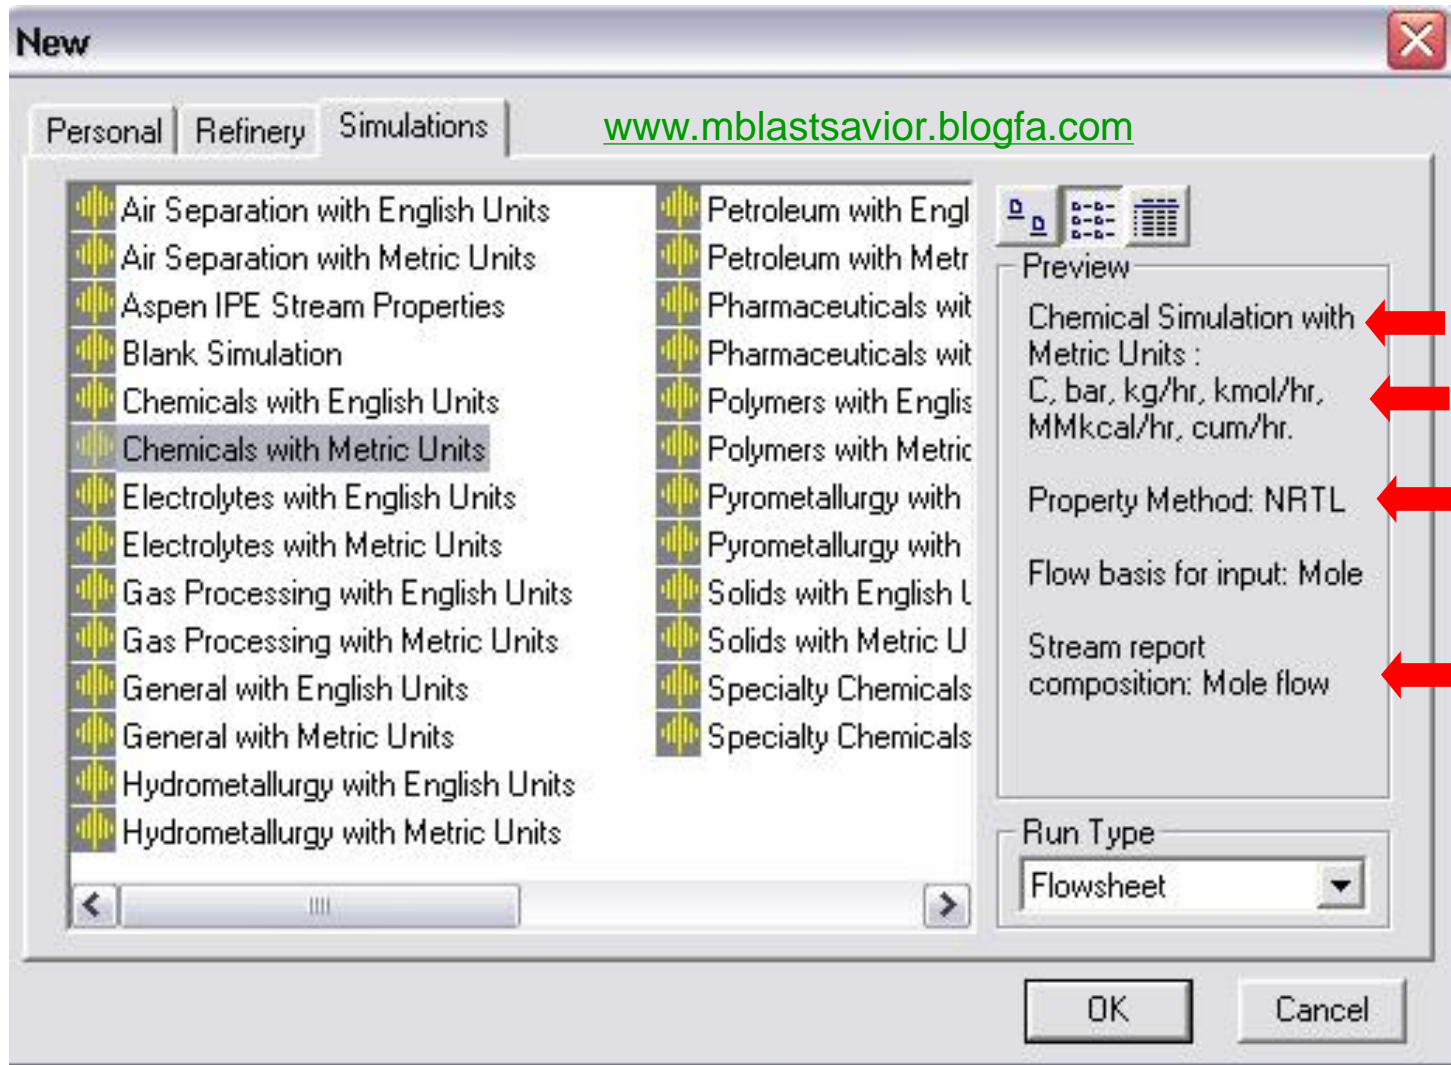 New
Personal
Refinery
Simulations
www.mblastsavior.blogfa.com
Air Separation with English Units
Air Separation with Metric Units
Aspen IPE Stream Properties
Blank Simulation
Chemicals with English Units
Chemicals with Metric Units
Electrolytes with English Units
Electrolytes with Metric Units
Gas Processing with English Units
Gas Processing with Metric Units
General with English Units
General with Metric Units
Hydrometallurgy with English Units
Hydrometallurgy with Metric Units
Petroleum with Engl
Petroleum with Metr
Pharmaceuticals wit
Pharmaceuticals wit
Polymers with Englis
Polymers with Metric
Pyrometallurgy with
Pyrometallurgy with
Solids with English
Solids with Metric U
Specialty Chemicals
Specialty Chemicals
Preview
Chemical Simulation with
Metric Units :
C, bar, kg/hr, kmol/hr,
MMkcal/hr, cum/hr.
Property Method: NRTL
Flow basis for input: Mole
Stream report
composition: Mole flow
Run Type
Flowsheet
OK
Cancel